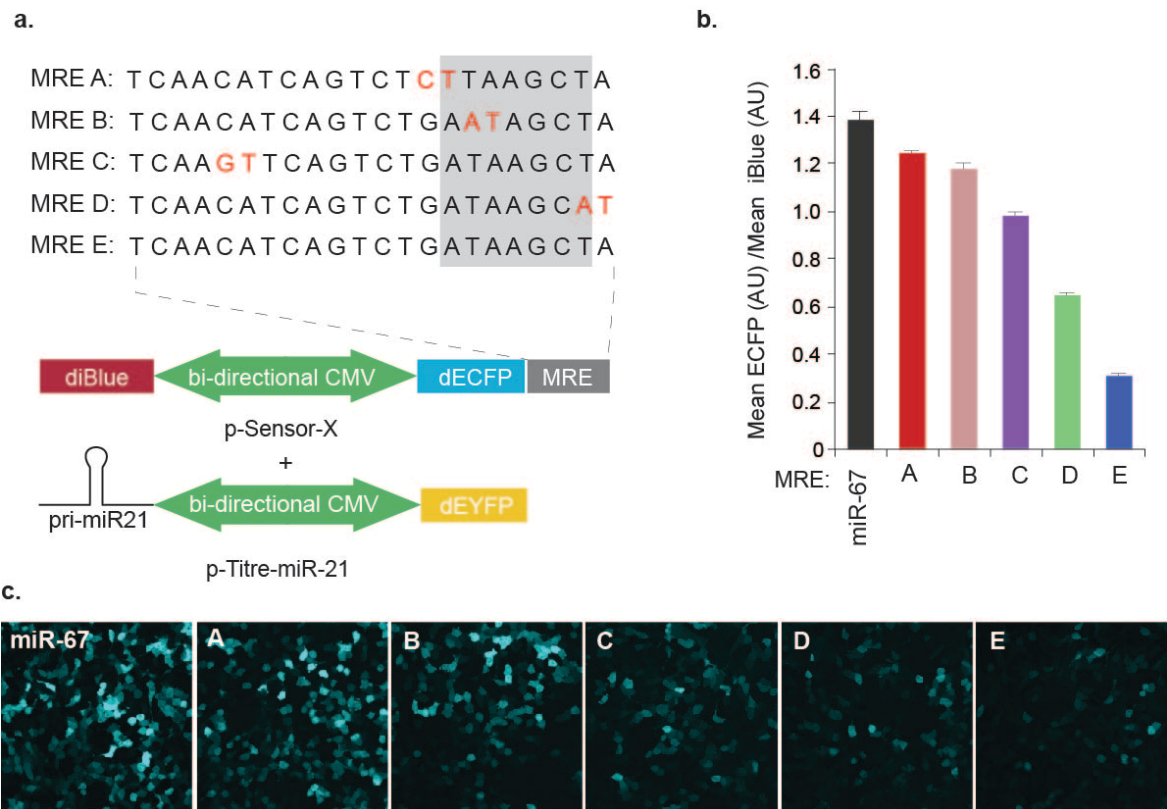 a.
MRE A: TCAACATCAGTCTCTTAAGCTA
MRE B: TCAACATCAGTCTGAATAGCTA
MRE C: TCAAGTTCAGTCTGATAAGCTA
MRE D: TCAACATCAGTCTGATAAGCAT
MRE E: TCAACATCAGTCTGATAAGCTA
diBlue
bi-directional CMV
dECFP
MRE
p-Sensor-X
+
pri-miR21
bi-directional CMV
dEYFP
p-Titre-miR-21
b.
Mean ECFP (AU) /Mean iBlue (AU)
1.6
1.4
1.2
1.0
0.8
0.6
0.4
0.2
0
MRE:
miR-67
A
B
C
D
E
c.
miR-67
A
B
C
D
E